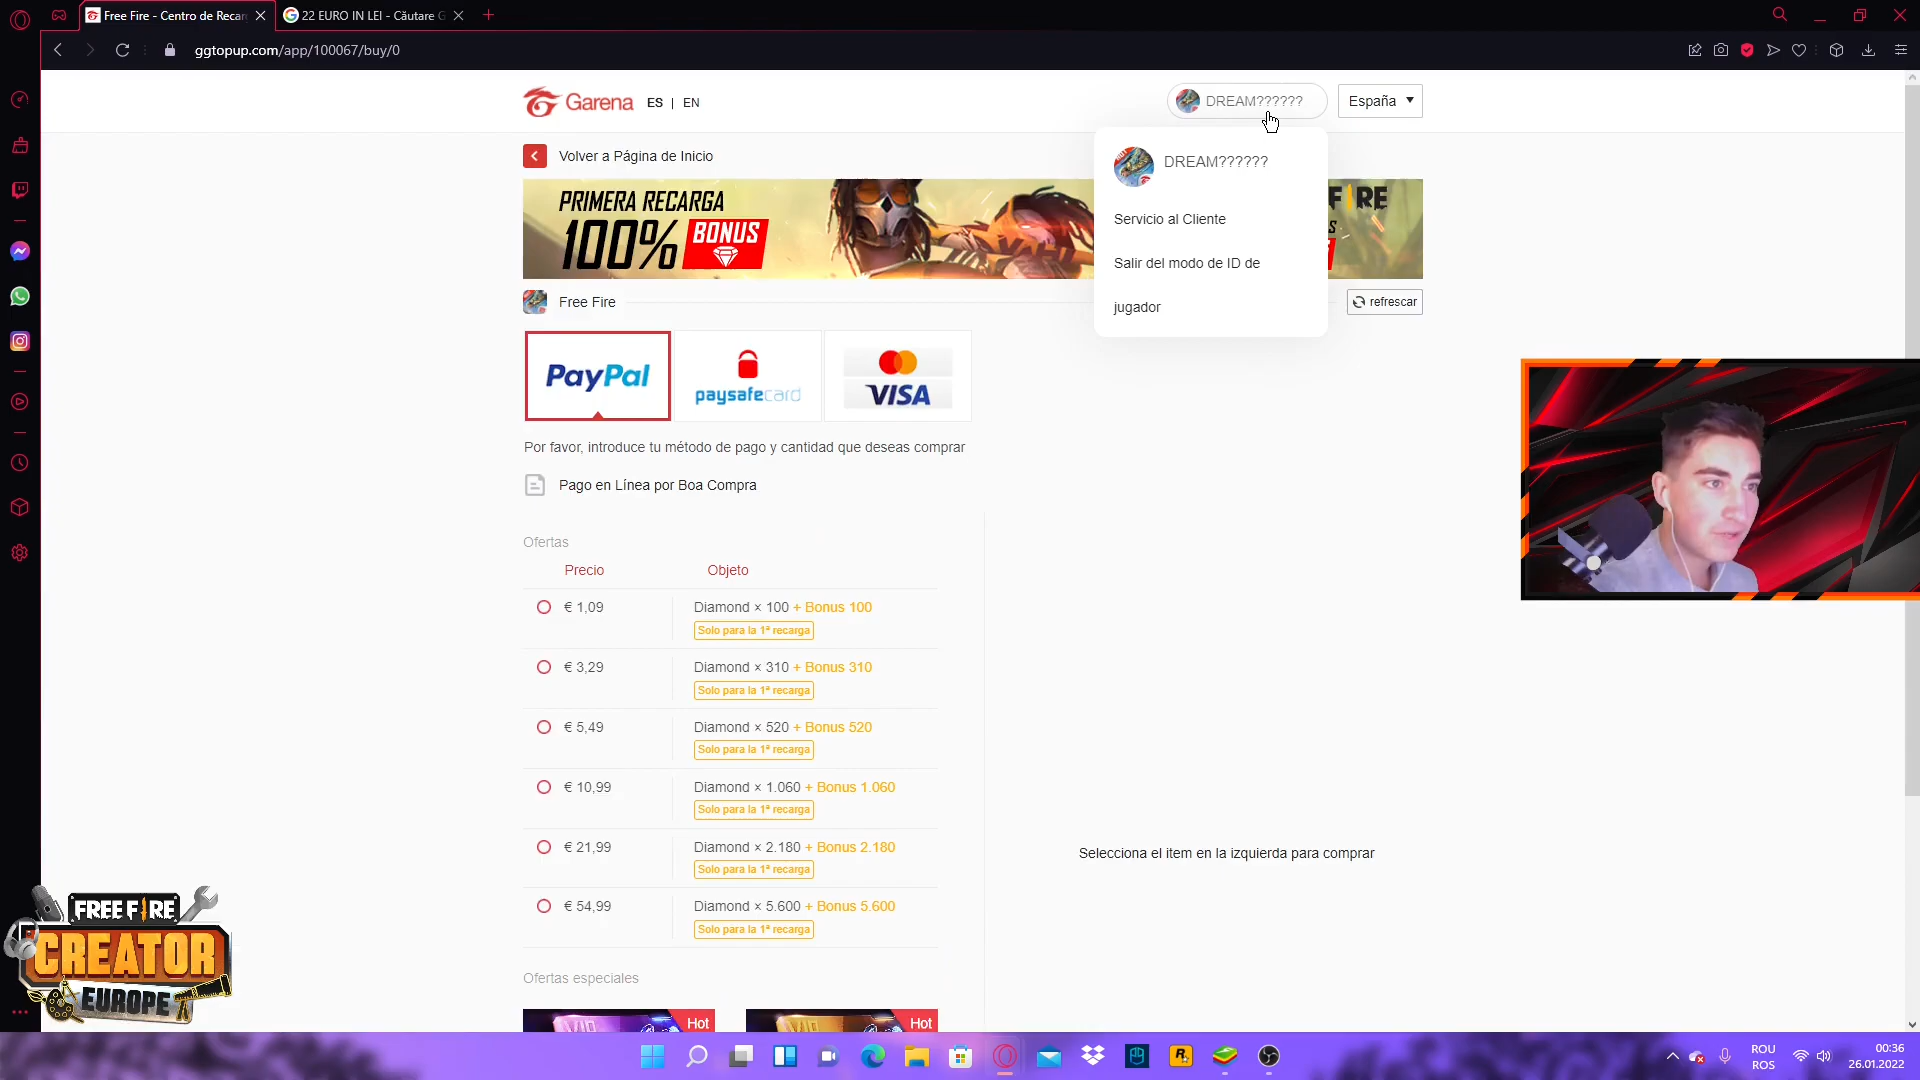 Free Fire - Centro de Recar
22 EURO IN LEI - Căutare G
ggtopup.com/app/100067/buy/0
Garena ES | EN
DREAM??????
España
DREAM??????
Servicio al Cliente
Salir del modo de ID de
jugador
Volver a Página de Inicio
PRIMERA RECARGA
100% BONUS
FIRE
Free Fire
refrescar
PayPal
paysafecard
VISA
Por favor, introduce tu método de pago y cantidad que deseas comprar
Pago en Línea por Boa Compra
Ofertas
Precio Objeto
€ 1,09 Diamond × 100 + Bonus 100
Solo para la 1ª recarga
€ 3,29 Diamond × 310 + Bonus 310
Solo para la 1ª recarga
€ 5,49 Diamond × 520 + Bonus 520
Solo para la 1ª recarga
€ 10,99 Diamond × 1.060 + Bonus 1.060
Solo para la 1ª recarga
€ 21,99 Diamond × 2.180 + Bonus 2.180
Solo para la 1ª recarga
€ 54,99 Diamond × 5.600 + Bonus 5.600
Solo para la 1ª recarga
Selecciona el item en la izquierda para comprar
Ofertas especiales
Hot
Hot
FREE FIRE
CREATOR
EUROPE
ROU
ROS
00:36
26.01.2022